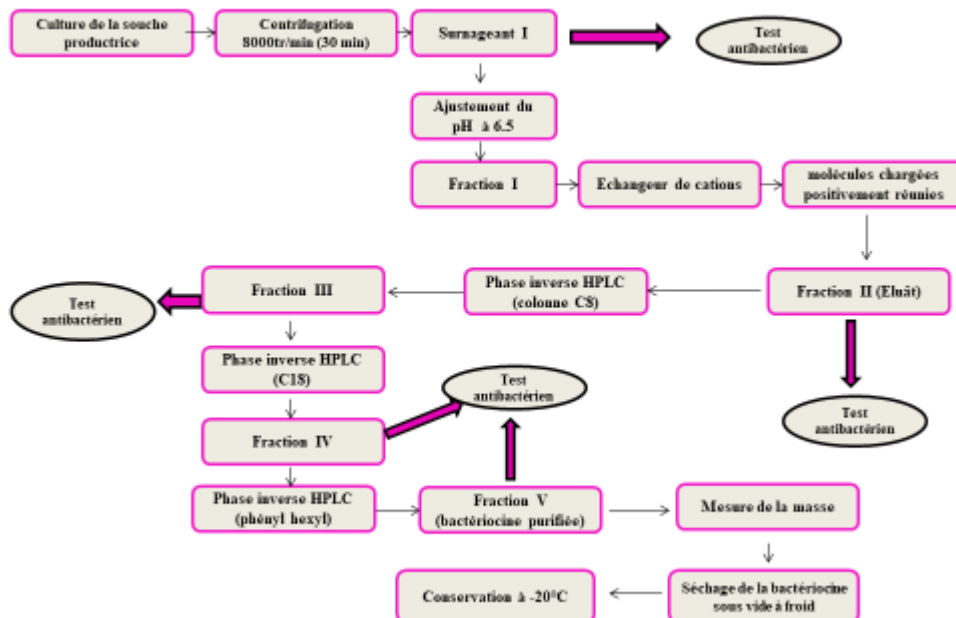 Culture de la souche
productrice
Centrifugation
8000tr/min (30 min)
Surnageant I
Test
antibactérien
Ajustement du
pH à 6.5
Fraction I
Echangeur de cations
molécules chargées
positivement réunies
Fraction II (Eluât)
Test
antibactérien
Phase inverse HPLC
(colonne C8)
Fraction III
Test
antibactérien
Phase inverse HPLC
(C18)
Fraction IV
Test
antibactérien
Phase inverse HPLC
(phényl hexyl)
Fraction V
(bactériocine purifiée)
Mesure de la masse
Séchage de la bactériocine
sous vide à froid
Conservation à -20°C